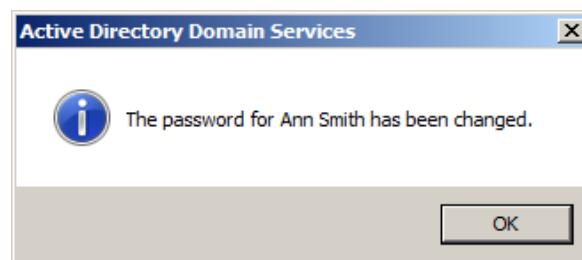 Active Directory Domain Services
The password for Ann Smith has been changed.
OK